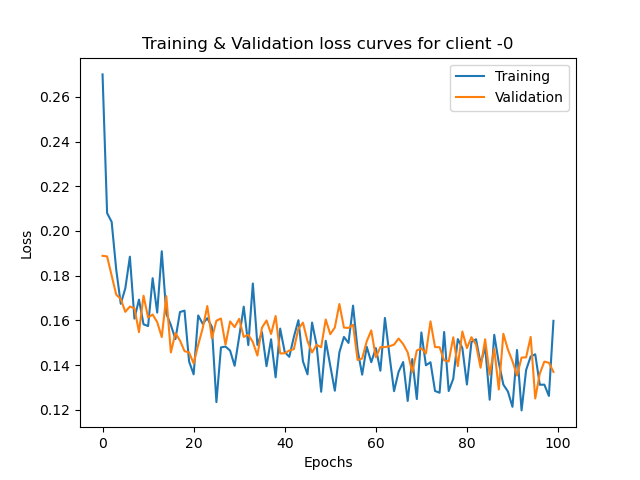 Training & Validation loss curves for client -0
Training
Validation
Loss
0.26
0.24
0.22
0.20
0.18
0.16
0.14
0.12
0
20
40
60
80
100
Epochs